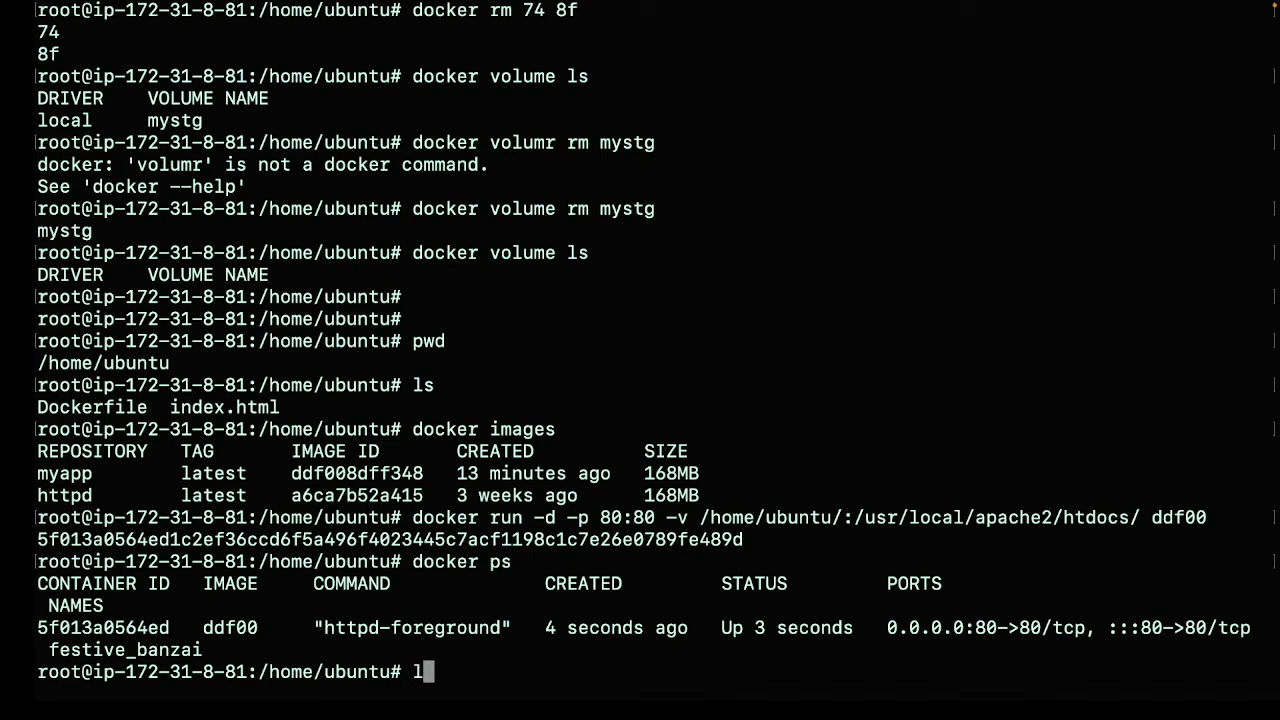 root@ip-172-31-8-81:/home/ubuntu# docker rm 74 8f
74
8f
root@ip-172-31-8-81:/home/ubuntu# docker volume ls
DRIVER    VOLUME NAME
local     mystg
root@ip-172-31-8-81:/home/ubuntu# docker volumr rm mystg
docker: 'volumr' is not a docker command.
See 'docker --help'
root@ip-172-31-8-81:/home/ubuntu# docker volume rm mystg
mystg
root@ip-172-31-8-81:/home/ubuntu# docker volume ls
DRIVER    VOLUME NAME
root@ip-172-31-8-81:/home/ubuntu#
root@ip-172-31-8-81:/home/ubuntu#
root@ip-172-31-8-81:/home/ubuntu# pwd
/home/ubuntu
root@ip-172-31-8-81:/home/ubuntu# ls
Dockerfile  index.html
root@ip-172-31-8-81:/home/ubuntu# docker images
REPOSITORY   TAG       IMAGE ID       CREATED          SIZE
myapp        latest    ddf008dff348   13 minutes ago   168MB
httpd        latest    a6ca7b52a415   3 weeks ago      168MB
root@ip-172-31-8-81:/home/ubuntu# docker run -d -p 80:80 -v /home/ubuntu/:/usr/local/apache2/htdocs/ ddf00
5f013a0564ed1c2ef36ccd6f5a496f4023445c7acf1198c1c7e26e0789fe489d
root@ip-172-31-8-81:/home/ubuntu# docker ps
CONTAINER ID   IMAGE     COMMAND              CREATED         STATUS         PORTS
 NAMES
5f013a0564ed   ddf00     "httpd-foreground"   4 seconds ago   Up 3 seconds   0.0.0.0:80->80/tcp, :::80->80/tcp
 festive_banzai
root@ip-172-31-8-81:/home/ubuntu# l